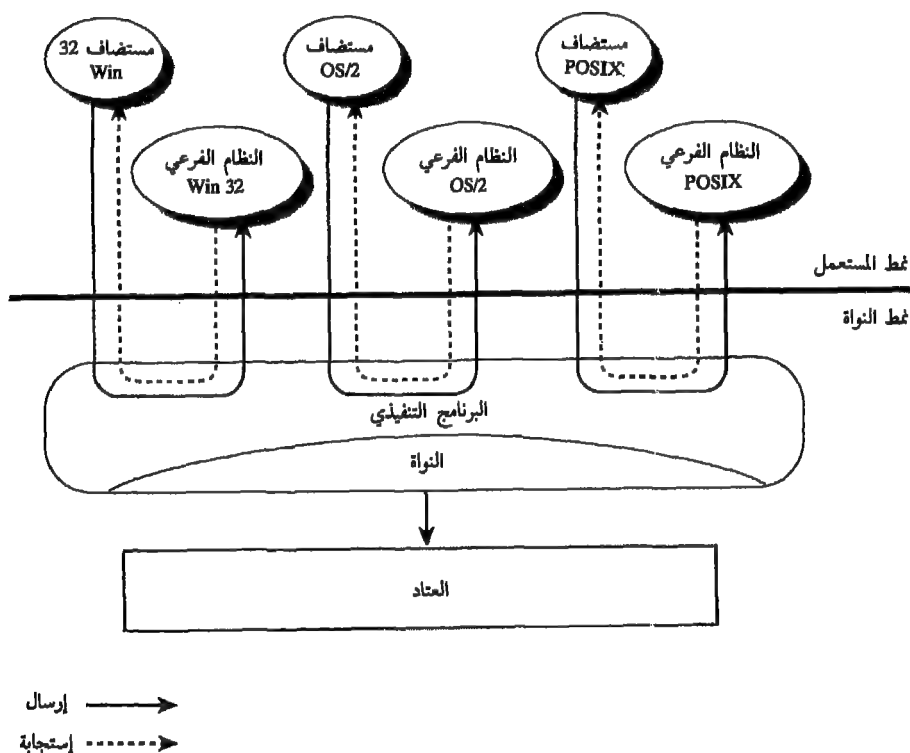 مستضاف 32
Win
مستضاف
OS/2
مستضاف
POSIX
النظام الفرعي
Win 32
النظام الفرعي
OS/2
النظام الفرعي
POSIX
نمط المستعمل
نمط النواة
البرنامج التنفيذي
النواة
العتاد
إرسال
إستجابة